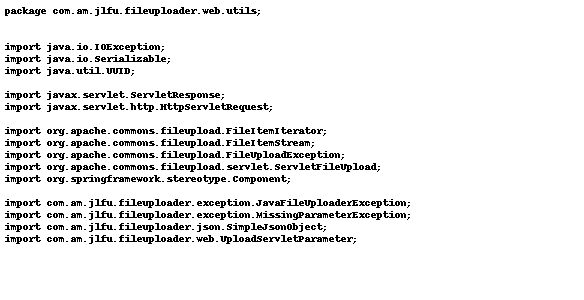 package com.am.jlfu.fileuploader.web.utils;
import java.io.IOException;
import java.io.Serializable;
import java.util.UUID;
import javax.servlet.ServletResponse;
import javax.servlet.http.HttpServletRequest;
import org.apache.commons.fileupload.FileItemIterator;
import org.apache.commons.fileupload.FileItemStream;
import org.apache.commons.fileupload.FileUploadException;
import org.apache.commons.fileupload.servlet.ServletFileUpload;
import org.springframework.stereotype.Component;
import com.am.jlfu.fileuploader.exception.JavaFileUploaderException;
import com.am.jlfu.fileuploader.exception.MissingParameterException;
import com.am.jlfu.fileuploader.json.SimpleJsonObject;
import com.am.jlfu.fileuploader.web.UploadServletParameter;